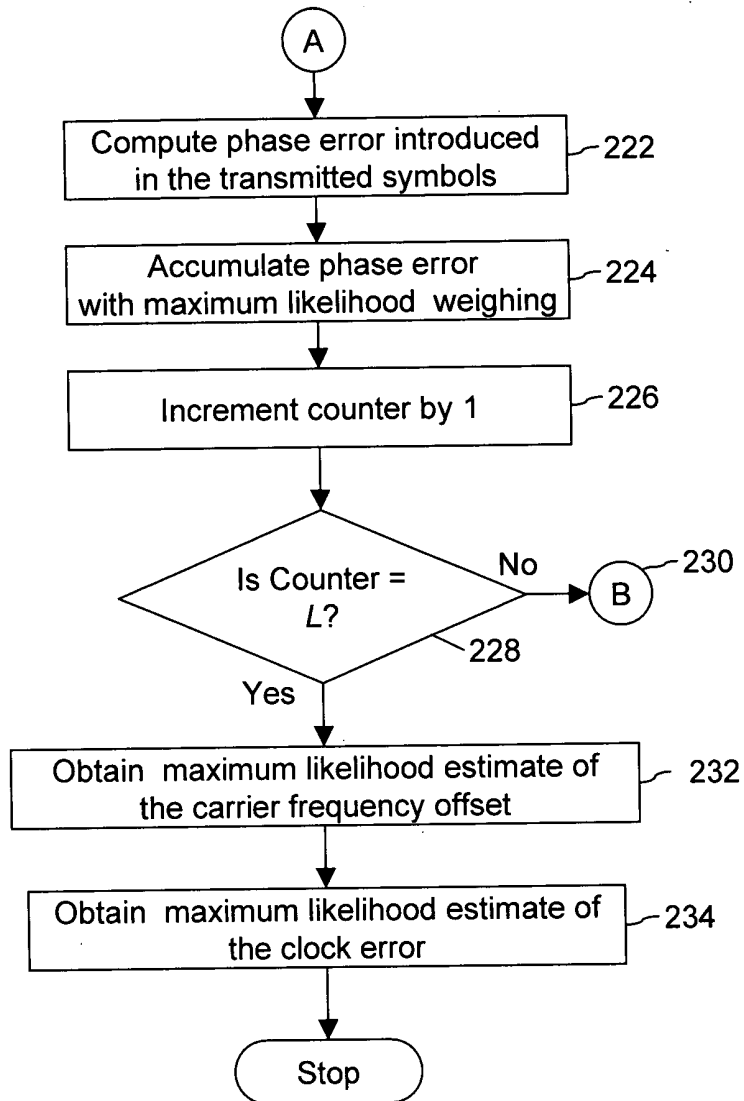 A
Compute phase error introduced
in the transmitted symbols
222
Accumulate phase error
with maximum likelihood weighing
224
Increment counter by 1
226
Is Counter =
L?
No
228
B
230
Yes
Obtain maximum likelihood estimate of
the carrier frequency offset
232
Obtain maximum likelihood estimate of
the clock error
234
Stop